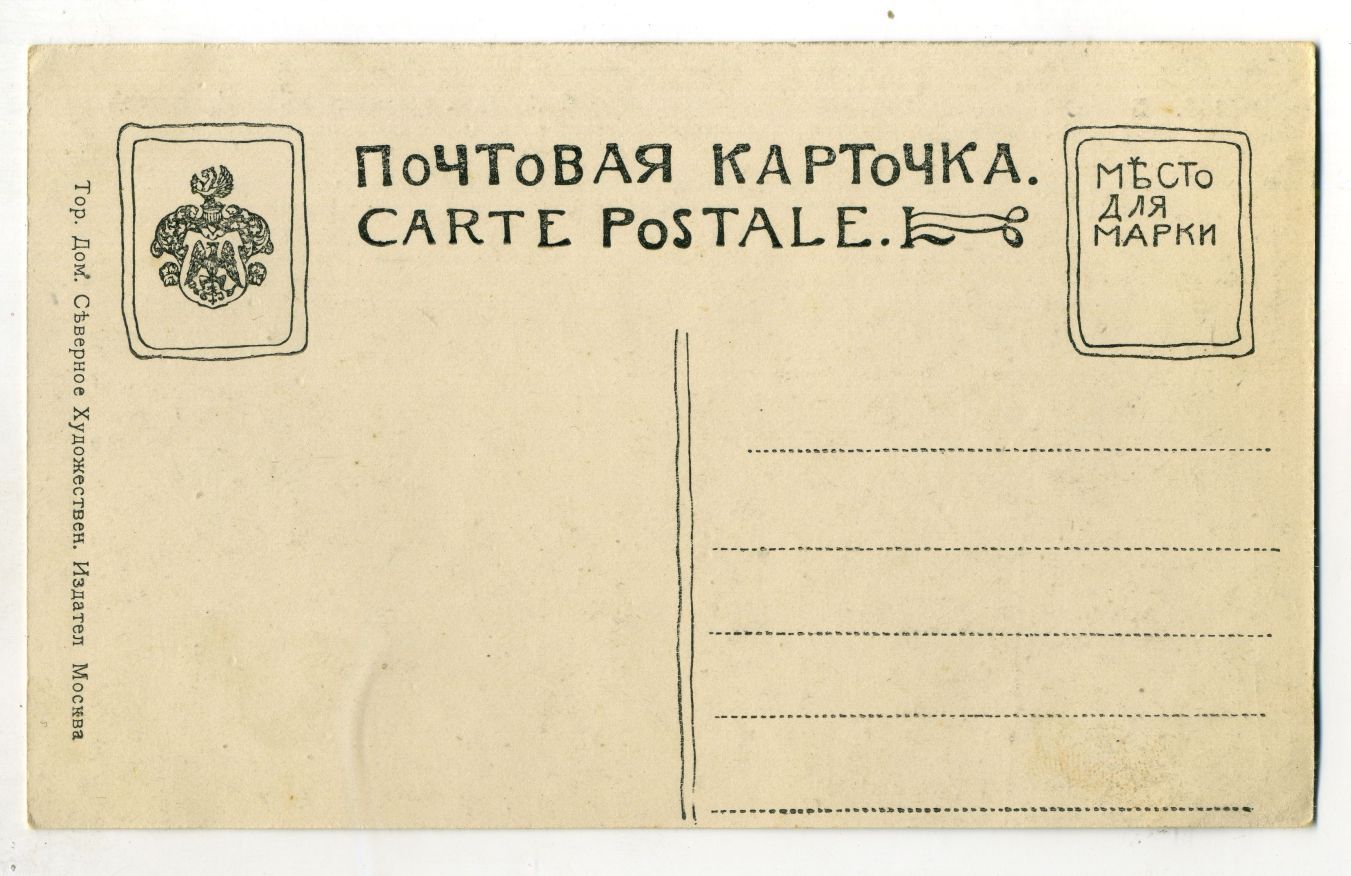 ПОЧТОВАЯ КАРТОЧКА.
CARTE POSTALE.
МѢСТО
ДЛЯ
МАРКИ
Тор. Дом. Сѣверное Художествен. Издател Москва